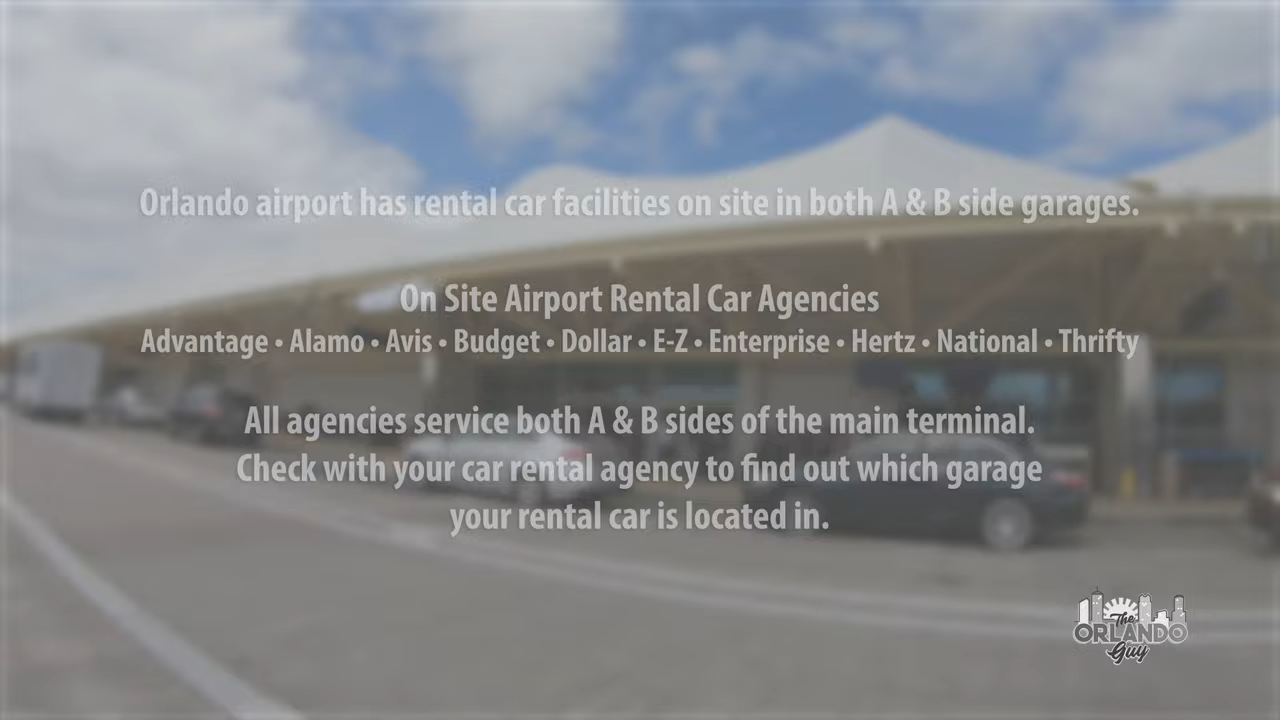 Orlando airport has rental car facilities on site in both A & B side garages.
On Site Airport Rental Car Agencies
Advantage • Alamo • Avis • Budget • Dollar • E-Z • Enterprise • Hertz • National • Thrifty
All agencies service both A & B sides of the main terminal.
Check with your car rental agency to find out which garage
your rental car is located in.
The
ORLANDO
Guy